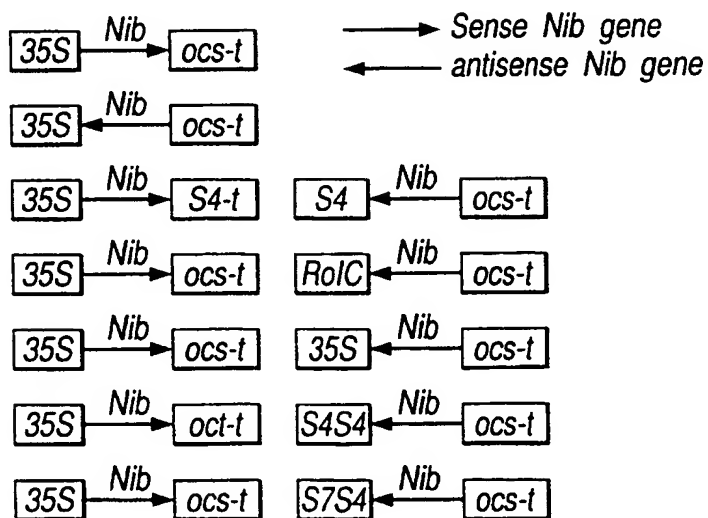 Nib
35S ocs-t
Sense Nib gene
antisense Nib gene
Nib
35S ocs-t
Nib Nib
35S S4-t S4 ocs-t
Nib Nib
35S ocs-t RolC ocs-t
Nib Nib
35S ocs-t 35S ocs-t
Nib Nib
35S oct-t S4S4 ocs-t
Nib Nib
35S ocs-t S7S4 ocs-t